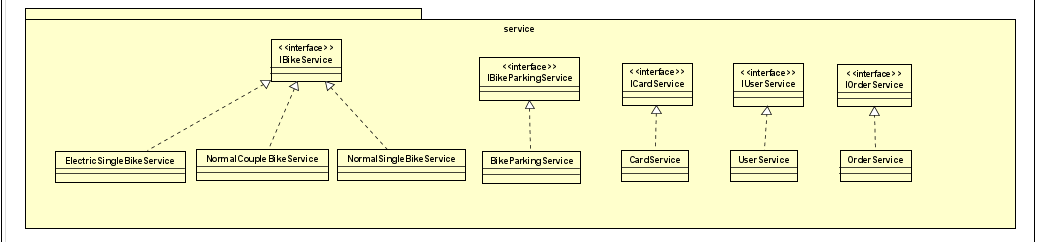 service
<<interface>>
IBikeService
<<interface>>
IBikeParkingService
<<interface>>
ICardService
<<interface>>
IUserService
<<interface>>
IOrderService
ElectricSingleBikeService
NormalCoupleBikeService
NormalSingleBikeService
BikeParkingService
CardService
UserService
OrderService